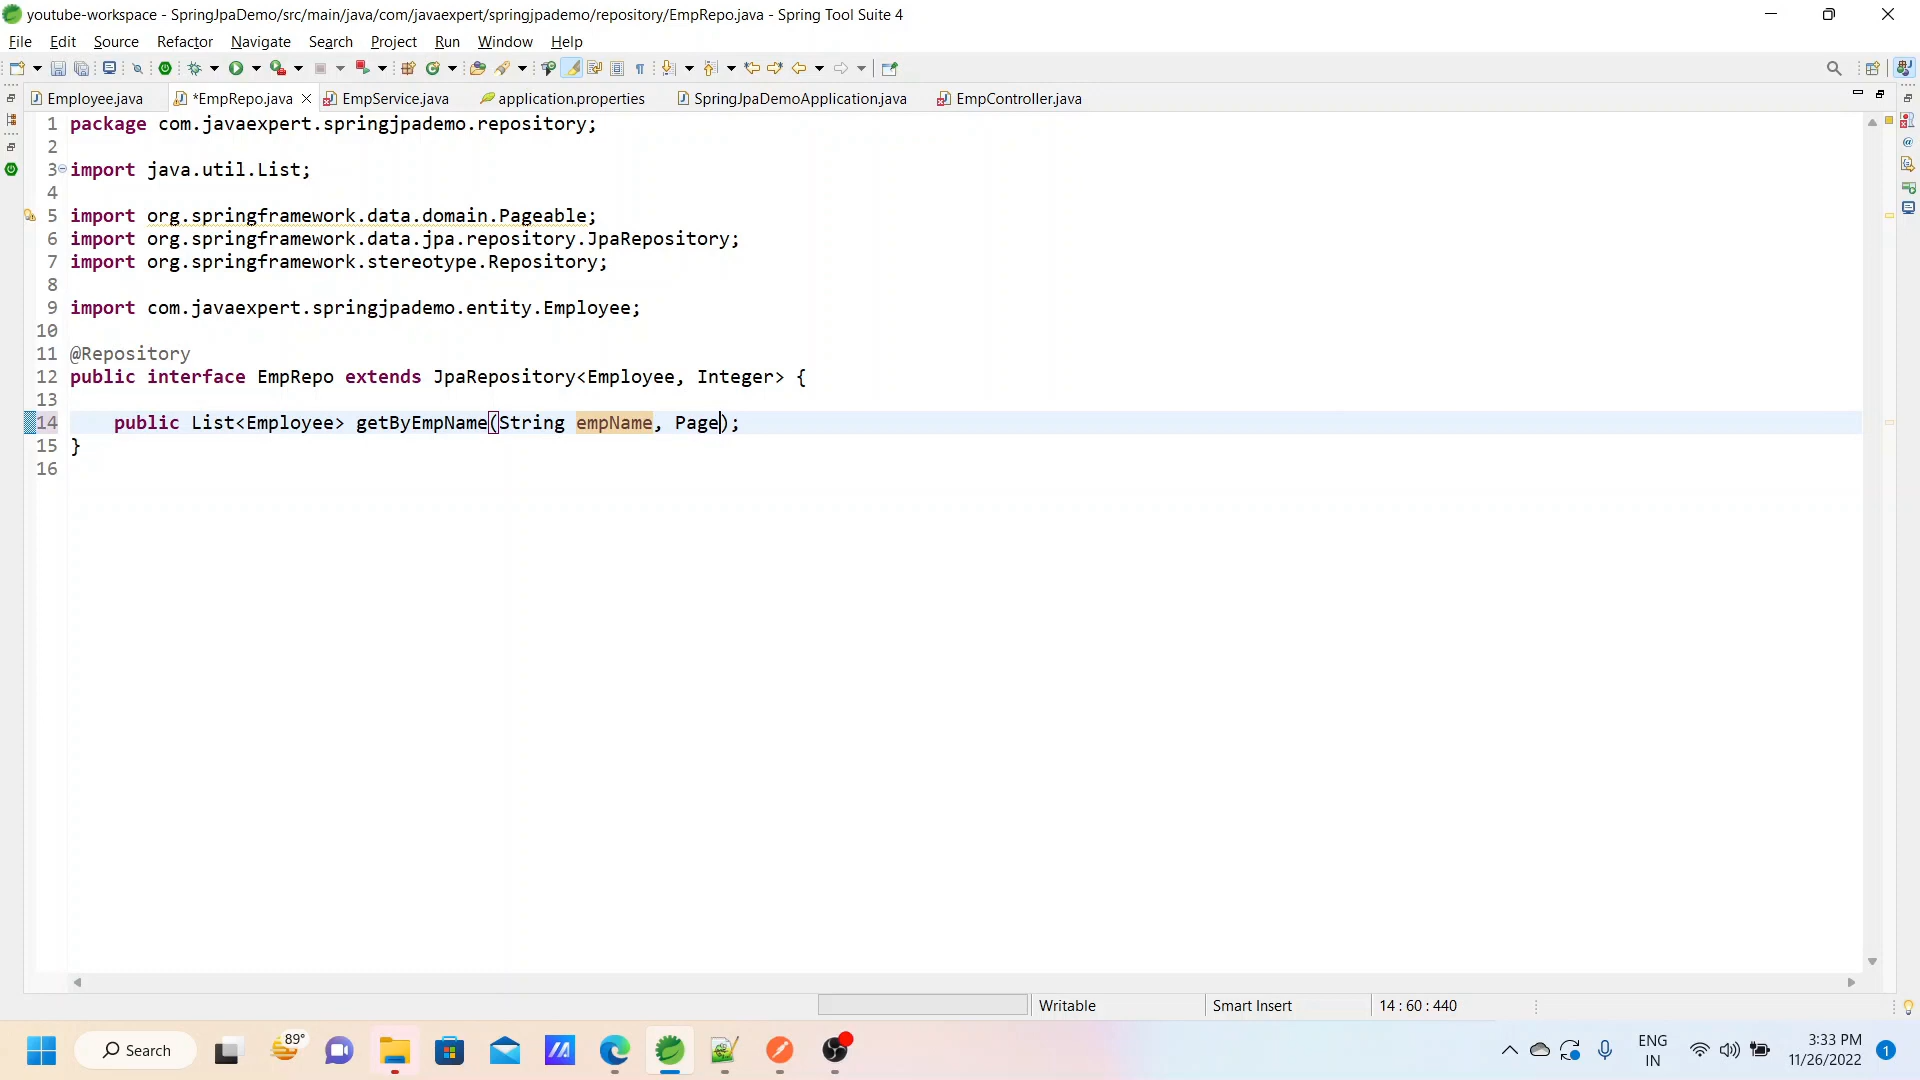 youtube-workspace - SpringJpaDemo/src/main/java/com/javaexpert/springjpademo/repository/EmpRepo.java - Spring Tool Suite 4
File Edit Source Refactor Navigate Search Project Run Window Help
Employee.java *EmpRepo.java EmpService.java application.properties SpringJpaDemoApplication.java EmpController.java
1 package com.javaexpert.springjpademo.repository;
2
3 import java.util.List;
4
5 import org.springframework.data.domain.Pageable;
6 import org.springframework.data.jpa.repository.JpaRepository;
7 import org.springframework.stereotype.Repository;
8
9 import com.javaexpert.springjpademo.entity.Employee;
10
11 @Repository
12 public interface EmpRepo extends JpaRepository<Employee, Integer> {
13
14 public List<Employee> getByEmpName(String empName, Page);
15 }
16
Writable Smart Insert 14 : 60 : 440
Search 89° ENG IN 3:33 PM 11/26/2022 1